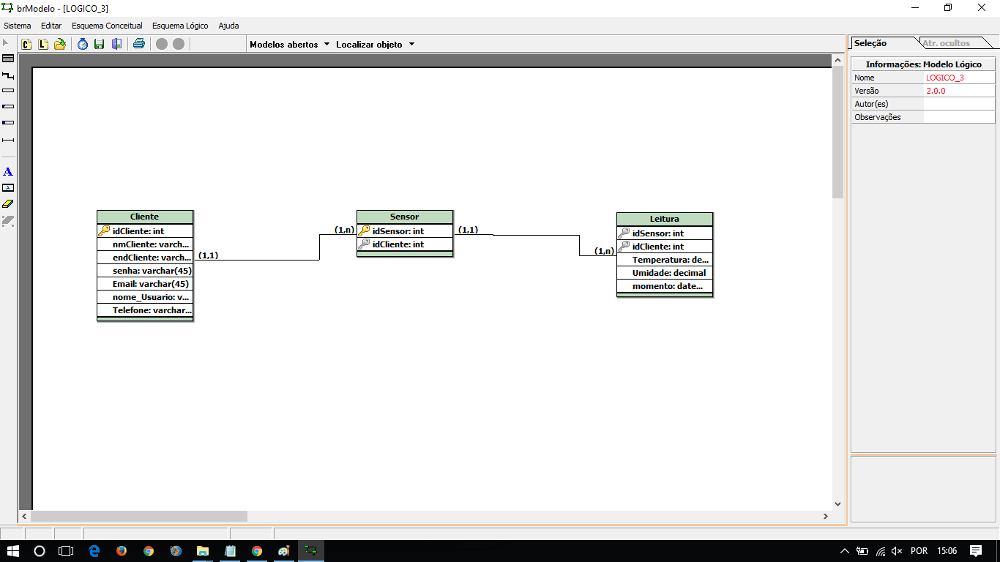 brModelo - [LOGICO_3]
Sistema Editar Esquema Conceitual Esquema Lógico Ajuda
C L Modelos abertos Localizar objeto
Seleção Atr. ocultos
Informações: Modelo Lógico
Nome LOGICO_3
Versão 2.0.0
Autor(es)
Observações
A
A
Cliente
idCliente: int
nmCliente: varch...
endCliente: varch...
senha: varchar(45)
Email: varchar(45)
nome_Usuario: v...
Telefone: varchar...
(1,1)
(1,n)
Sensor
idSensor: int
idCliente: int
(1,1)
(1,n)
Leitura
idSensor: int
idCliente: int
Temperatura: de...
Umidade: decimal
momento: date...
POR 15:06